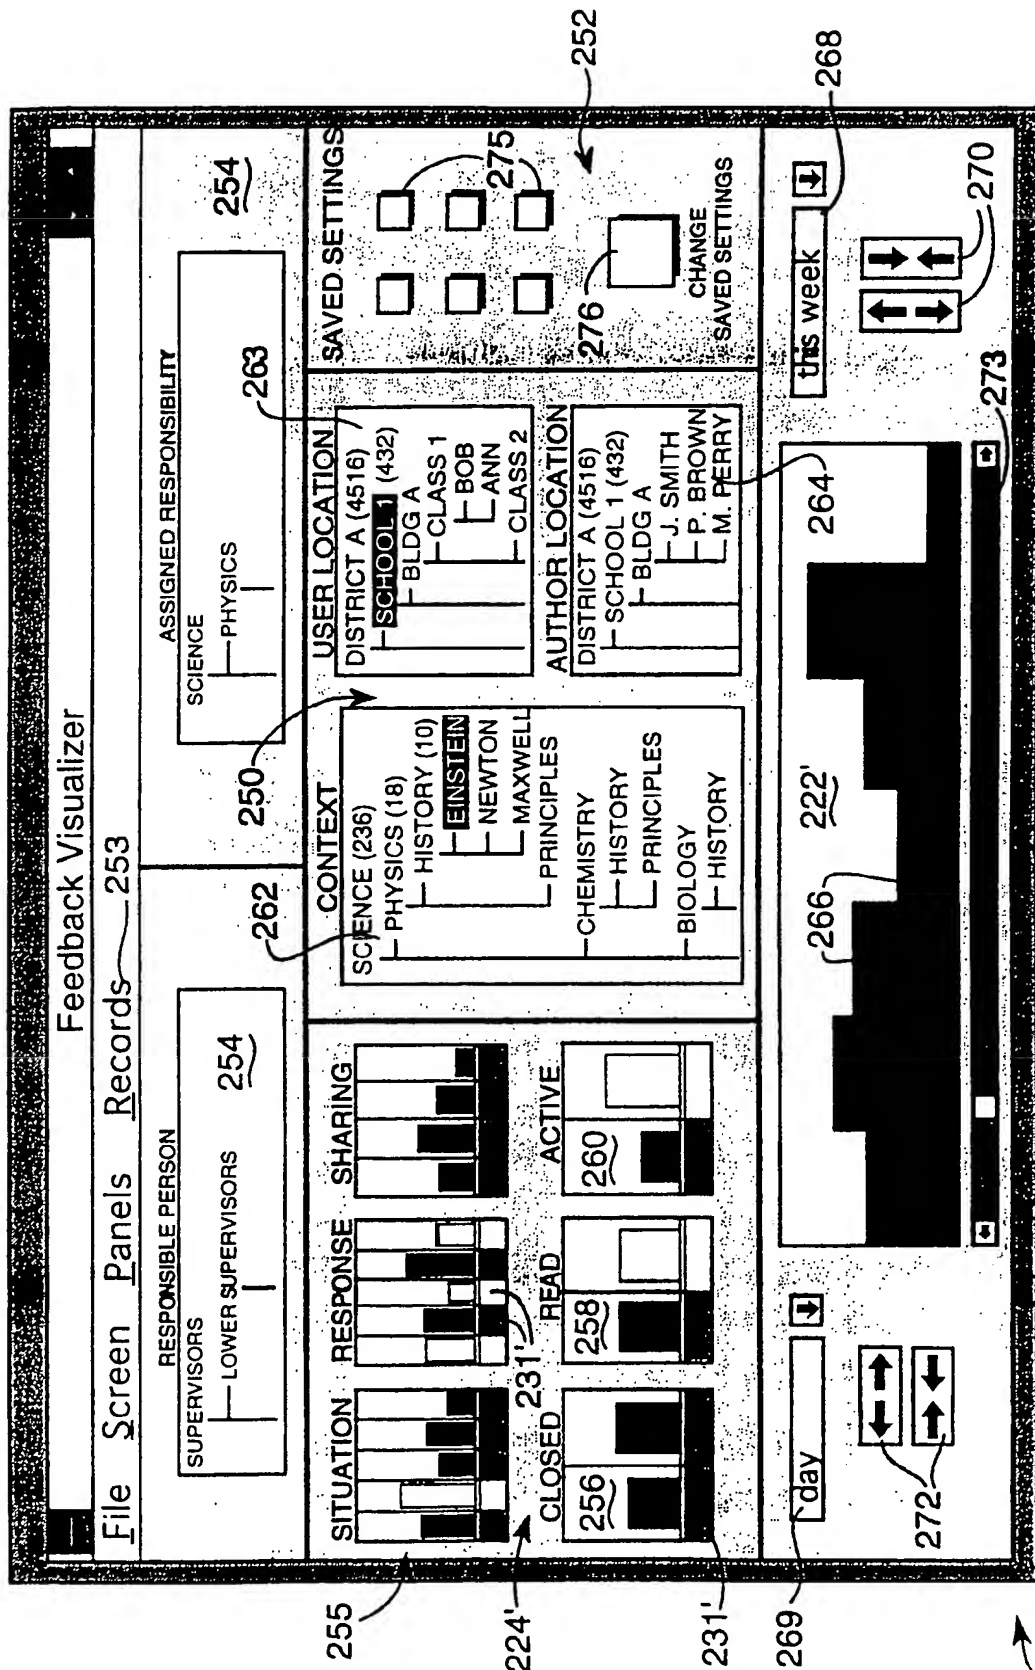 Feedback Visualizer
File Screen Panels Records 253
RESPONSIBLE PERSON
SUPERVISORS
LOWER SUPERVISORS
254
ASSIGNED RESPONSIBILITY
SCIENCE
PHYSICS
254
255
SITUATION
RESPONSE
SHARING
224'
231'
CLOSED
READ
ACTIVE
256
258
260
231'
262
250
263
CONTEXT
SCIENCE (236)
PHYSICS (18)
HISTORY (10)
EINSTEIN
NEWTON
MAXWELL
PRINCIPLES
CHEMISTRY
HISTORY
PRINCIPLES
BIOLOGY
HISTORY
USER LOCATION
DISTRICT A (4516)
SCHOOL 1 (432)
BLDG A
CLASS 1
BOB
ANN
CLASS 2
AUTHOR LOCATION
DISTRICT A (4516)
SCHOOL 1 (432)
BLDG A
J. SMITH
P. BROWN
M. PERRY
SAVED SETTINGS
275
276
CHANGE
SAVED SETTINGS
252
269
day
272
266
222'
264
this week
268
270
273